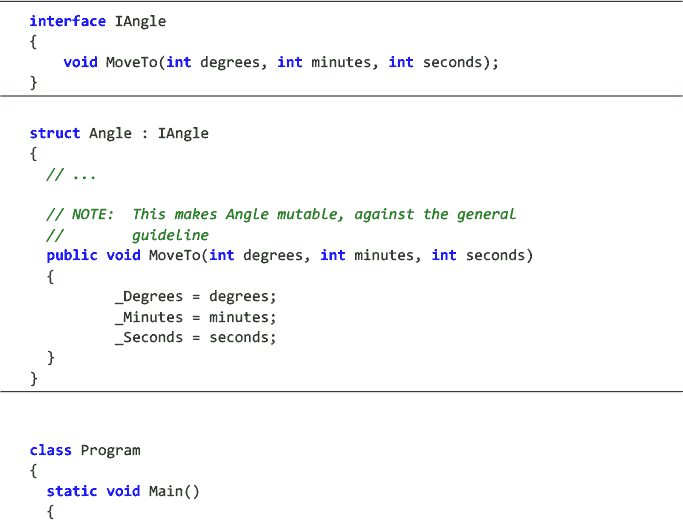 interface IAngle
{
    void MoveTo(int degrees, int minutes, int seconds);
}
struct Angle : IAngle
{
  // ...
  // NOTE:  This makes Angle mutable, against the general
  //        guideline
  public void MoveTo(int degrees, int minutes, int seconds)
  {
          _Degrees = degrees;
          _Minutes = minutes;
          _Seconds = seconds;
  }
}
class Program
{
  static void Main()
  {